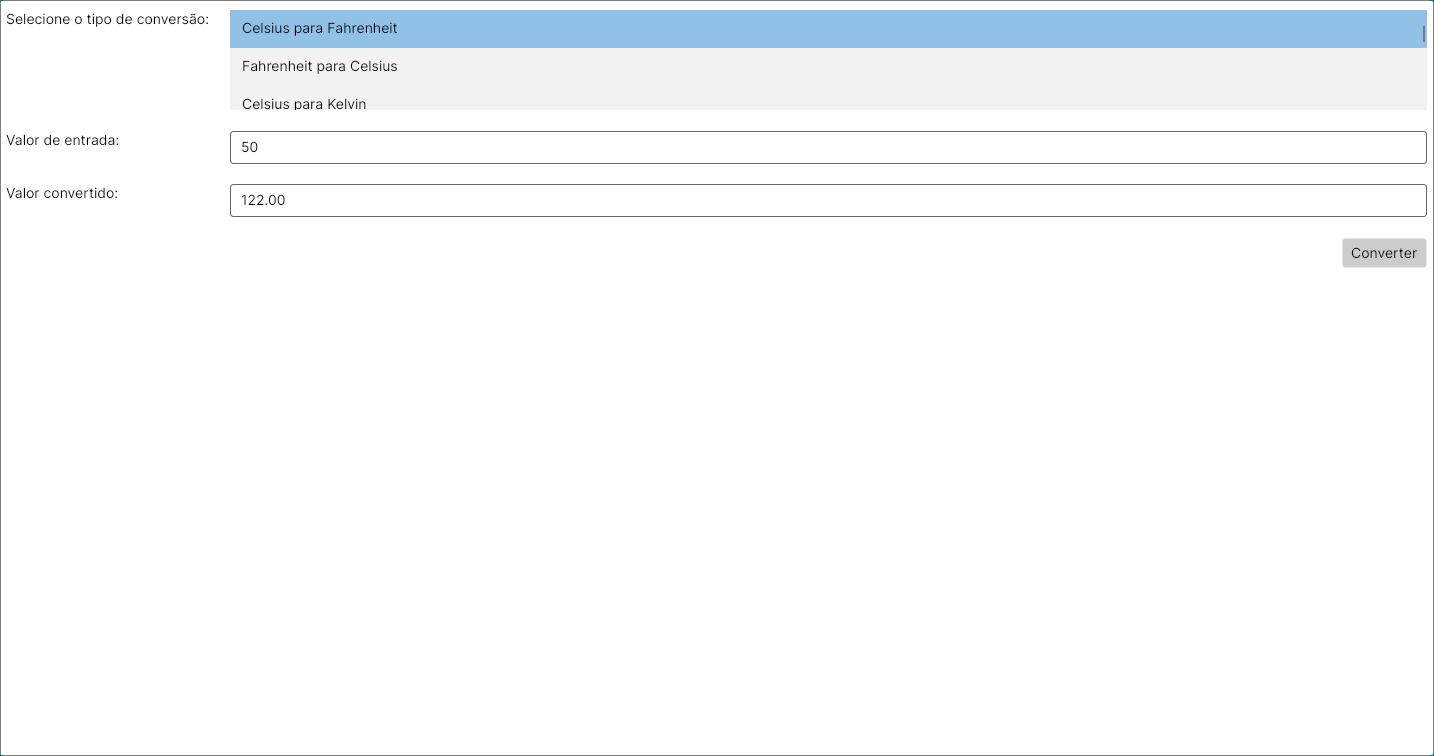 Selecione o tipo de conversão:
Celsius para Fahrenheit
Fahrenheit para Celsius
Celsius para Kelvin
Valor de entrada:
50
Valor convertido:
122.00
Converter